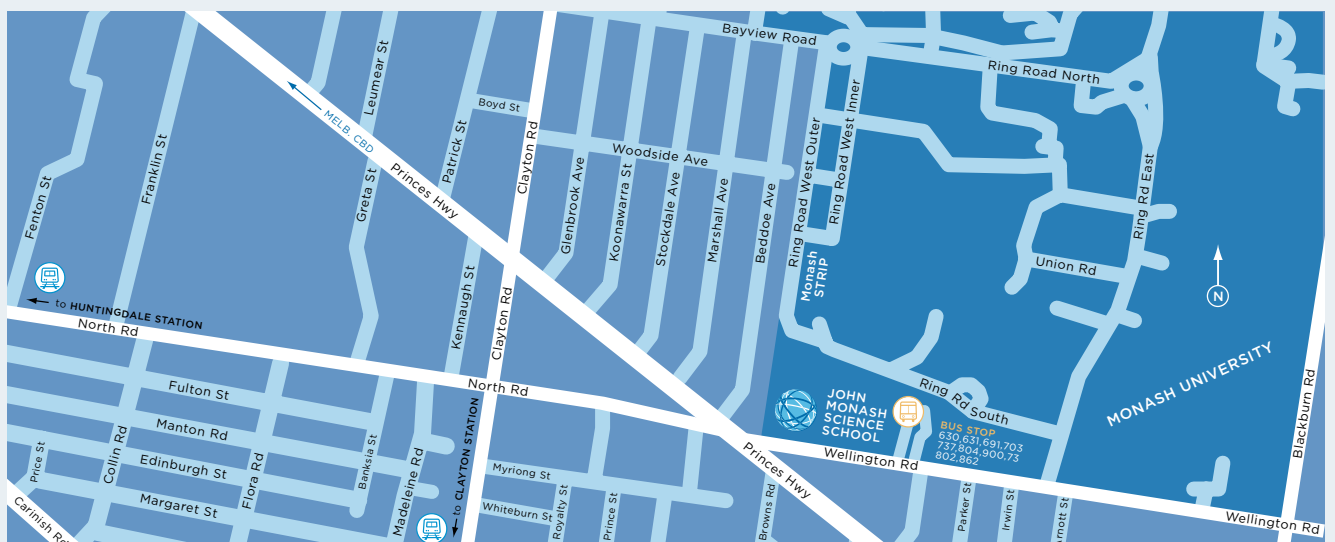 Bayview Road
Ring Road North
Leumear St
Boyd St
MELB. CBD
Princes Hwy
Patrick St
Clayton Rd
Woodside Ave
Ring Road West Outer
Ring Road West Inner
Franklin St
Fenton St
Greta St
Glenbrook Ave
Koonawarra St
Stockdale Ave
Marshall Ave
Beddoe Ave
Ring Rd East
Union Rd
Monash
STRIP
N
to HUNTINGDALE STATION
North Rd
Kennaugh St
Clayton Rd
North Rd
MONASH UNIVERSITY
Blackburn Rd
Fulton St
Manton Rd
Edinburgh St
Margaret St
Price St
Collin Rd
Flora Rd
Banksia St
Madeleine Rd
to CLAYTON STATION
Carinish Rd
Ring Rd South
JOHN
MONASH
SCIENCE
SCHOOL
BUS STOP
630,631,691,703
737,804,900,73
802,862
Wellington Rd
Princes Hwy
Myriong St
Whiteburn St
Royalty St
Prince St
Browns Rd
Parker St
Irwin St
rnott St
Wellington Rd